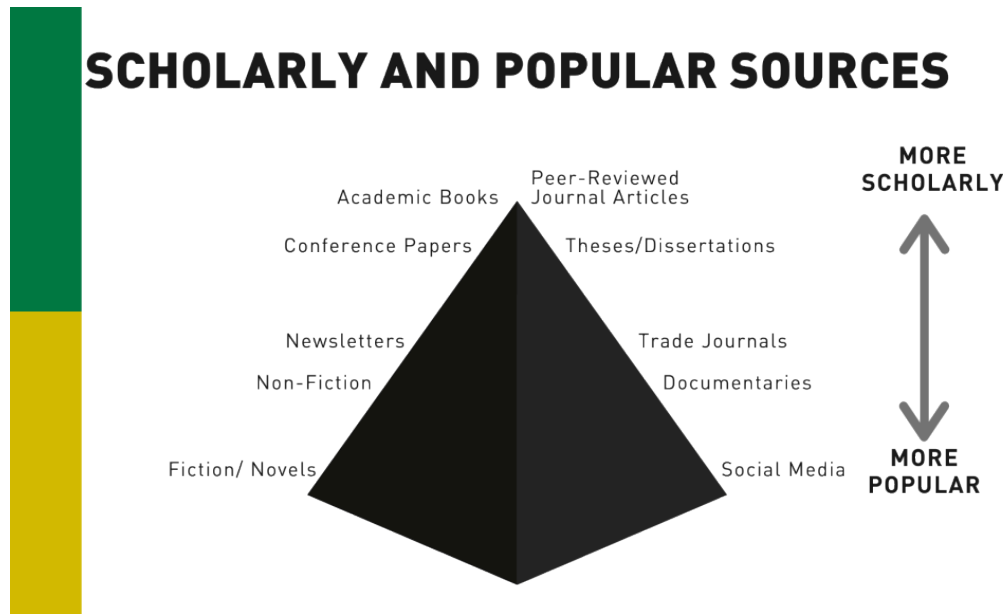 SCHOLARLY AND POPULAR SOURCES
MORE
SCHOLARLY
Peer-Reviewed
Academic Books Journal Articles
Conference Papers Theses/Dissertations
Newsletters Trade Journals
Non-Fiction Documentaries
Fiction/ Novels Social Media
MORE
POPULAR